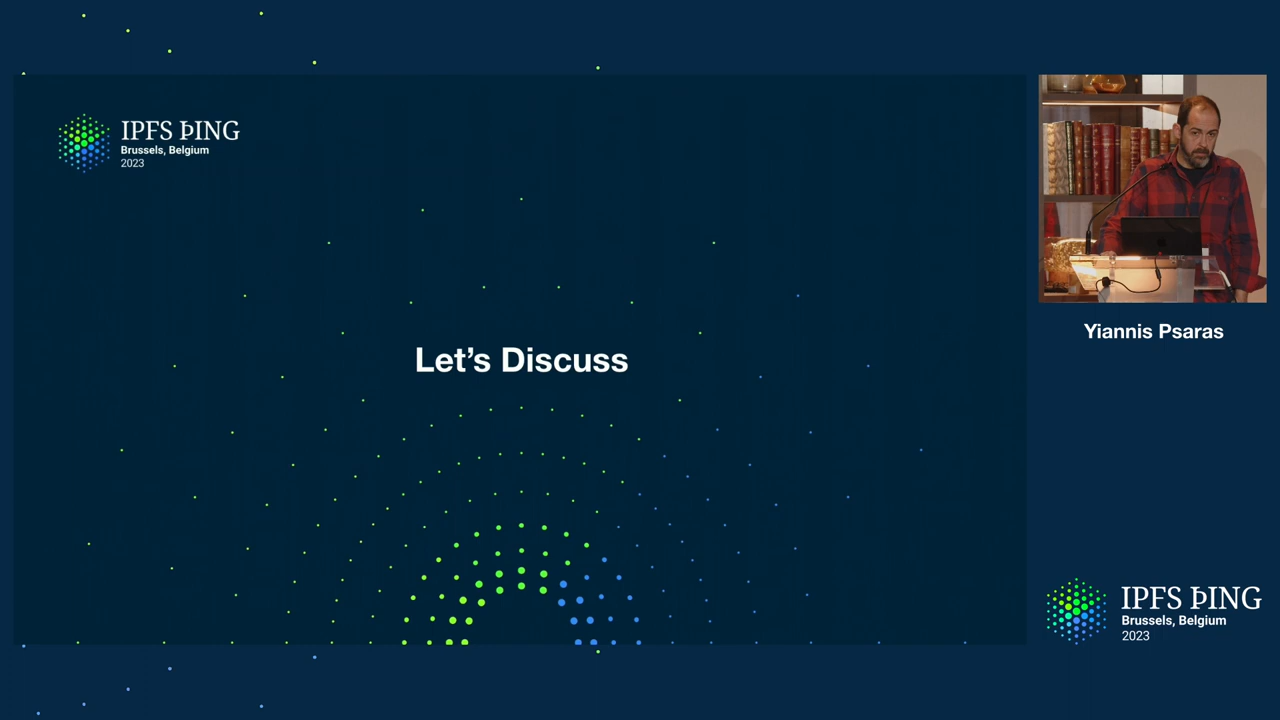 IPFS ÞING
Brussels, Belgium
2023
Let's Discuss
Yiannis Psaras
IPFS ÞING
Brussels, Belgium
2023